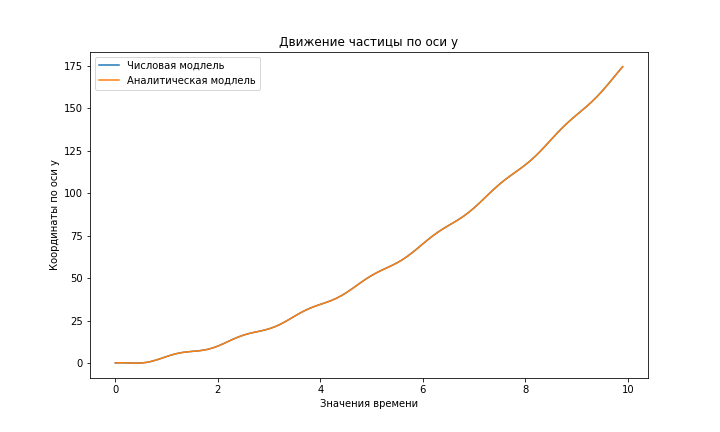 Движение частицы по оси y
Числовая модлель
Аналитическая модлель
Координаты по оси y
175
150
125
100
75
50
25
0
0 2 4 6 8 10
Значения времени